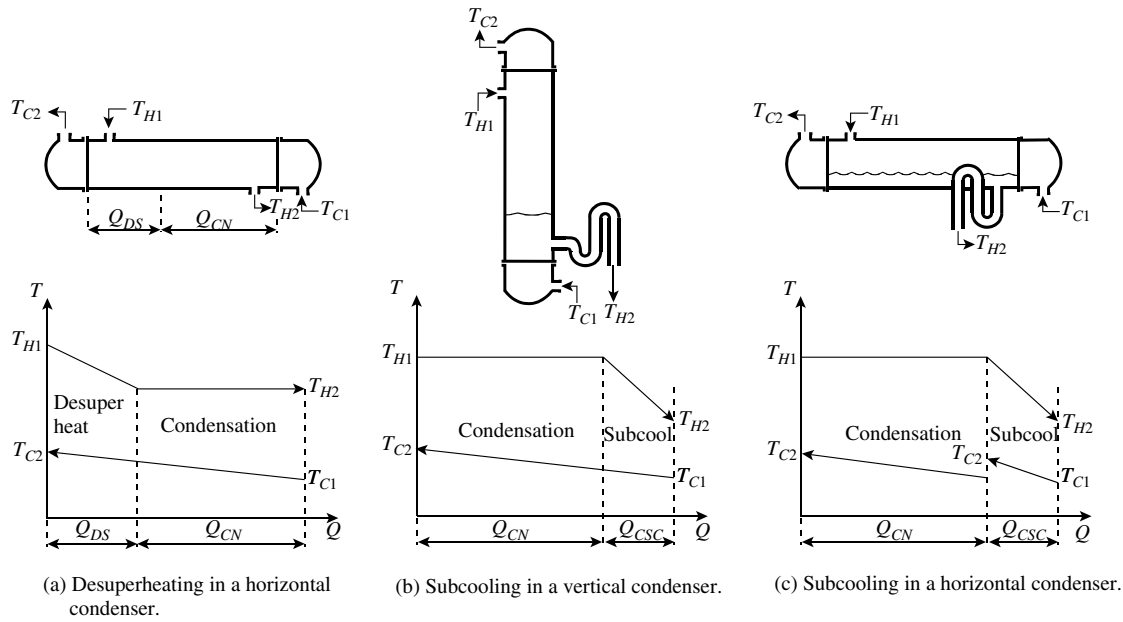 T_C2
T_H1
T_H2
T_C1
Q_DS
Q_CN
T
T_H1
T_H2
Desuper
heat
Condensation
T_C2
T_C1
Q_DS
Q_CN
Q
(a) Desuperheating in a horizontal
condenser.
T_C2
T_H1
T_C1
T_H2
T
T_H1
T_H2
Condensation
Subcool
T_C2
T_C1
Q_CN
Q_CSC
Q
(b) Subcooling in a vertical condenser.
T_C2
T_H1
T_C1
T_H2
T
T_H1
T_H2
Condensation
Subcool
T_C2
T_C2
T_C1
Q_CN
Q_CSC
Q
(c) Subcooling in a horizontal condenser.